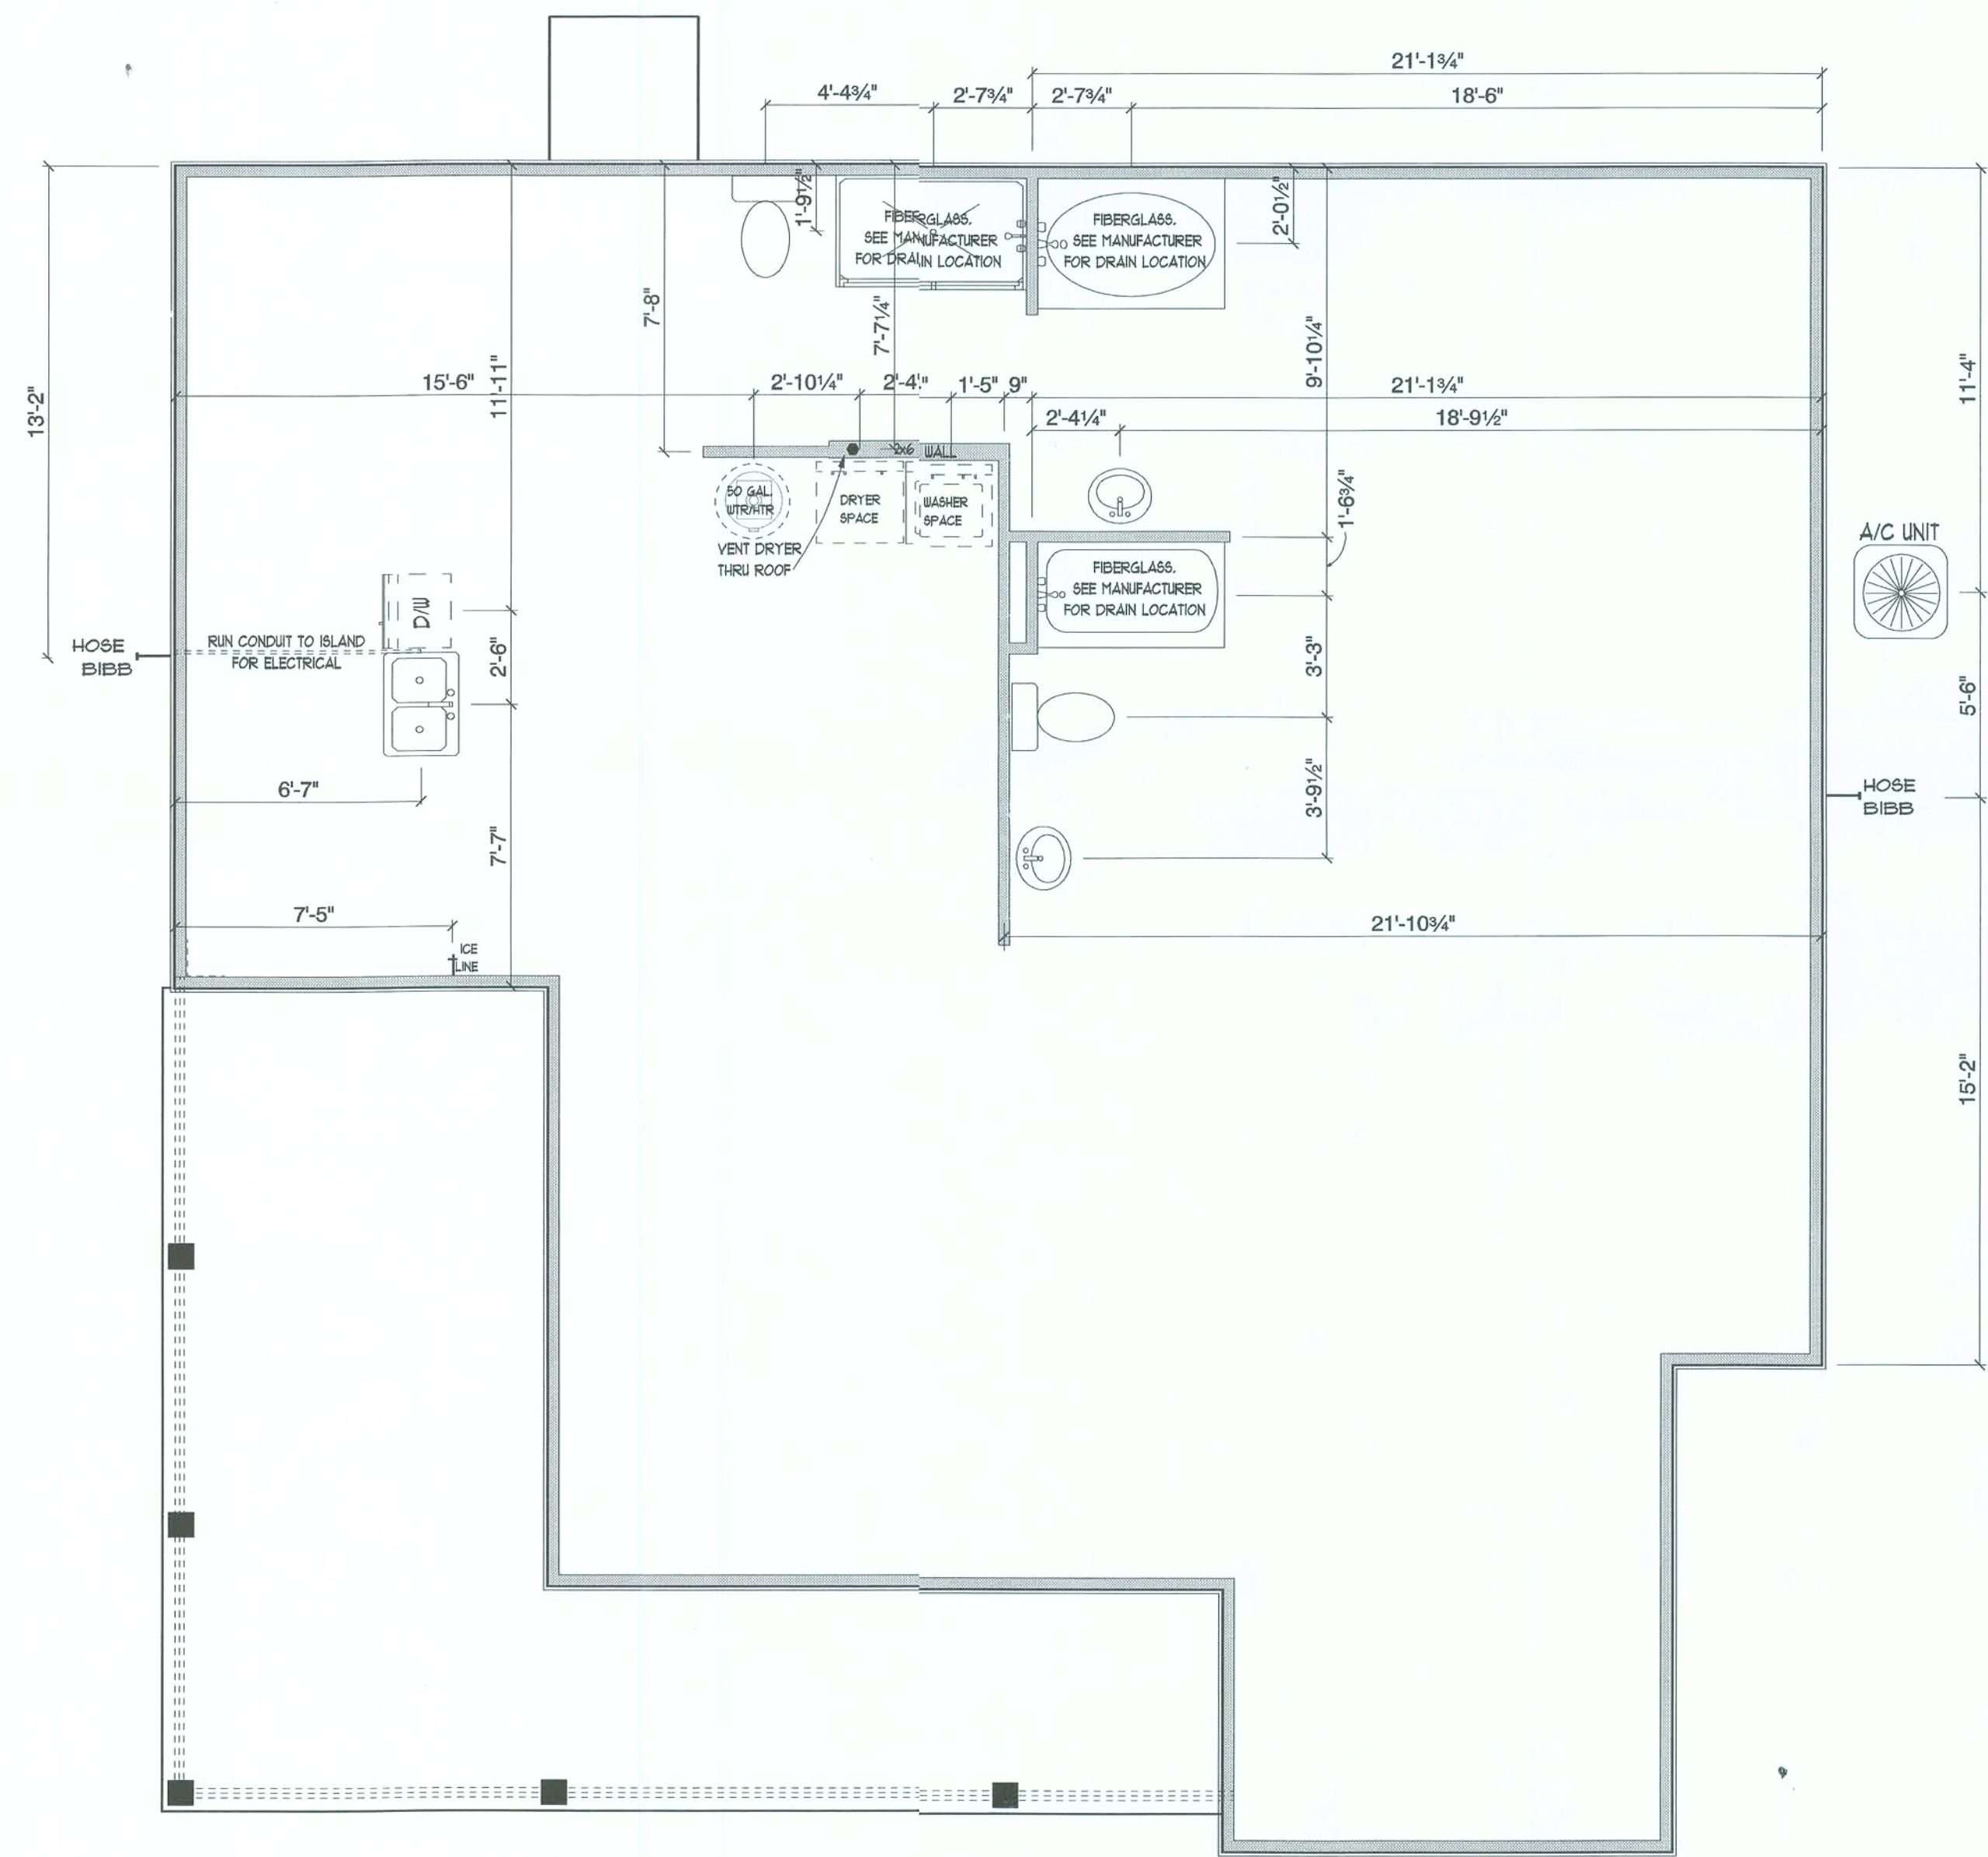 21'-1¾"
4'-4¾"
2'-7¾"
2'-7¾"
18'-6"
1'-9½"
2'-0½"
FIBERGLASS.
SEE MANUFACTURER
FOR DRAIN LOCATION
FIBERGLASS.
SEE MANUFACTURER
FOR DRAIN LOCATION
7'-8"
7'-7¼"
9'-10¼"
11'-4"
13'-2"
15'-6"
11'-11"
2'-10¼"
2'-4"
1'-5"
9"
21'-1¾"
2'-4¼"
18'-9½"
2x6 WALL
1'-6¾"
50 GAL.
WTR/HTR
DRYER
SPACE
WASHER
SPACE
VENT DRYER
THRU ROOF
A/C UNIT
FIBERGLASS.
SEE MANUFACTURER
FOR DRAIN LOCATION
D/W
HOSE
BIBB
RUN CONDUIT TO ISLAND
FOR ELECTRICAL
2'-6"
3'-3"
5'-6"
6'-7"
3'-9½"
HOSE
BIBB
7'-7"
7'-5"
ICE
LINE
21'-10¾"
15'-2"